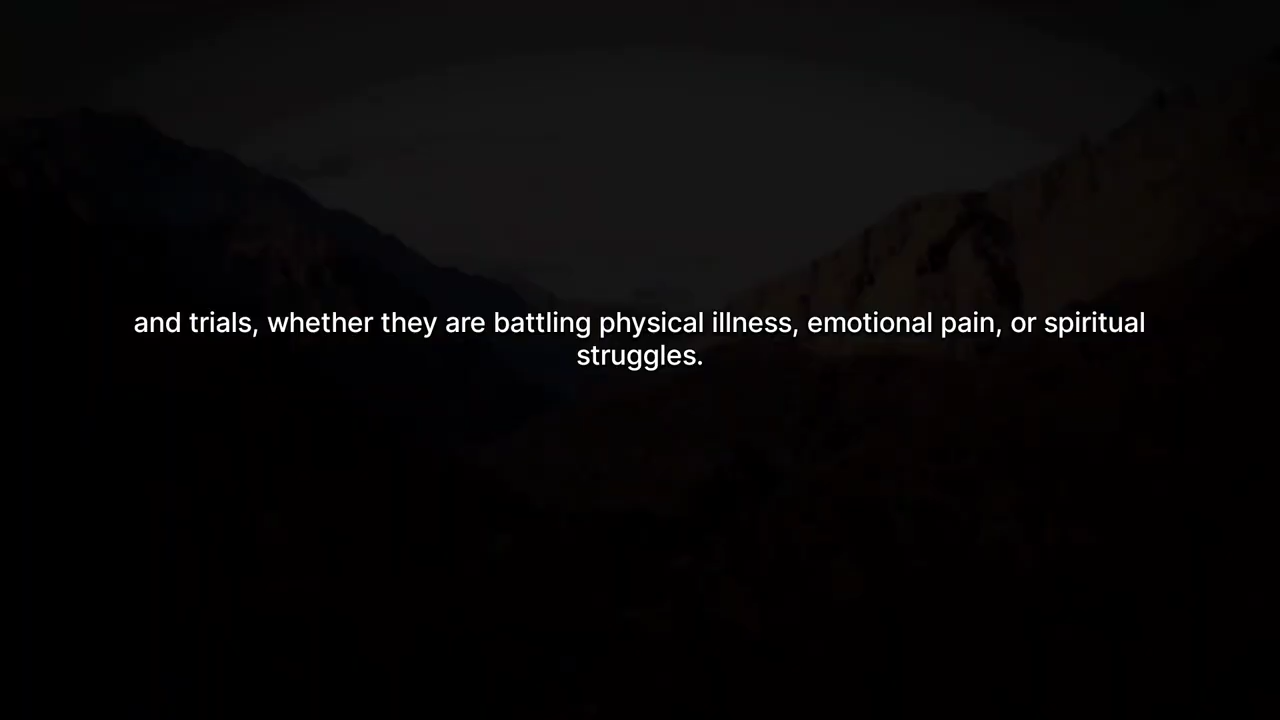 and trials, whether they are battling physical illness, emotional pain, or spiritual
struggles.